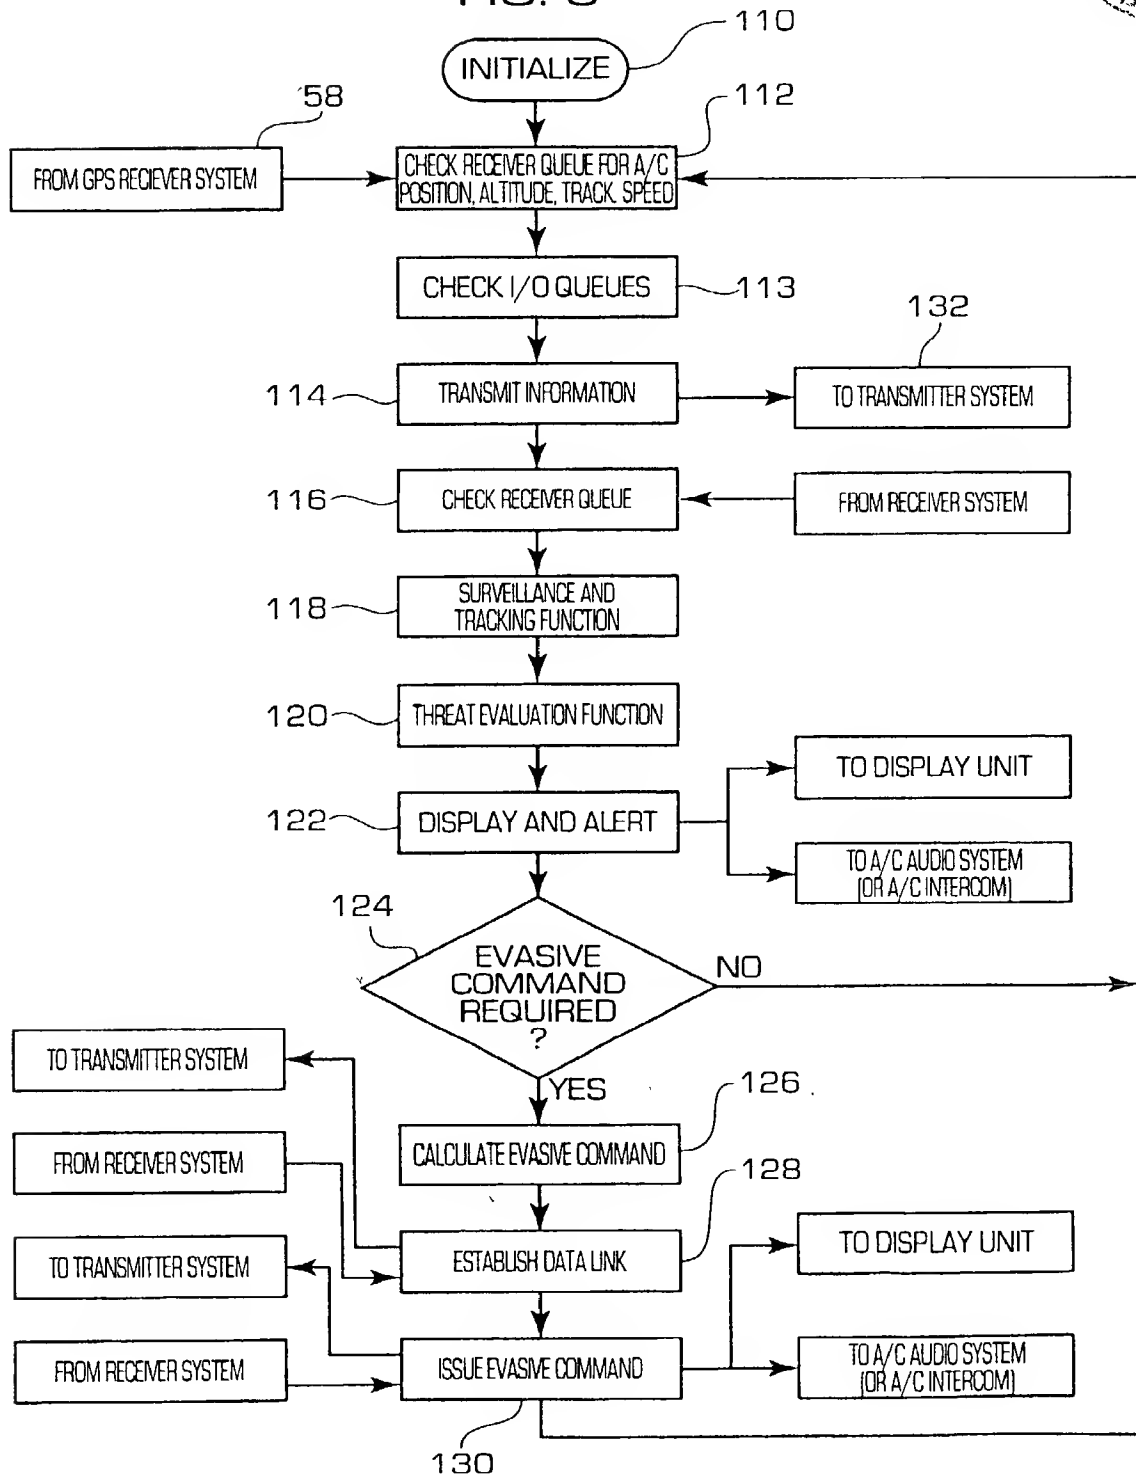 110
INITIALIZE
112
58
FROM GPS RECIEVER SYSTEM
CHECK RECEIVER QUEUE FOR A/C
POSITION, ALTITUDE, TRACK. SPEED
CHECK I/O QUEUES
113
132
114
TRANSMIT INFORMATION
TO TRANSMITTER SYSTEM
116
CHECK RECEIVER QUEUE
FROM RECEIVER SYSTEM
118
SURVEILLANCE AND
TRACKING FUNCTION
120
THREAT EVALUATION FUNCTION
TO DISPLAY UNIT
122
DISPLAY AND ALERT
TO A/C AUDIO SYSTEM
(OR A/C INTERCOM)
124
EVASIVE
COMMAND
REQUIRED
?
NO
TO TRANSMITTER SYSTEM
YES
126
FROM RECEIVER SYSTEM
CALCULATE EVASIVE COMMAND
128
TO TRANSMITTER SYSTEM
ESTABLISH DATA LINK
TO DISPLAY UNIT
FROM RECEIVER SYSTEM
ISSUE EVASIVE COMMAND
TO A/C AUDIO SYSTEM
(OR A/C INTERCOM)
130